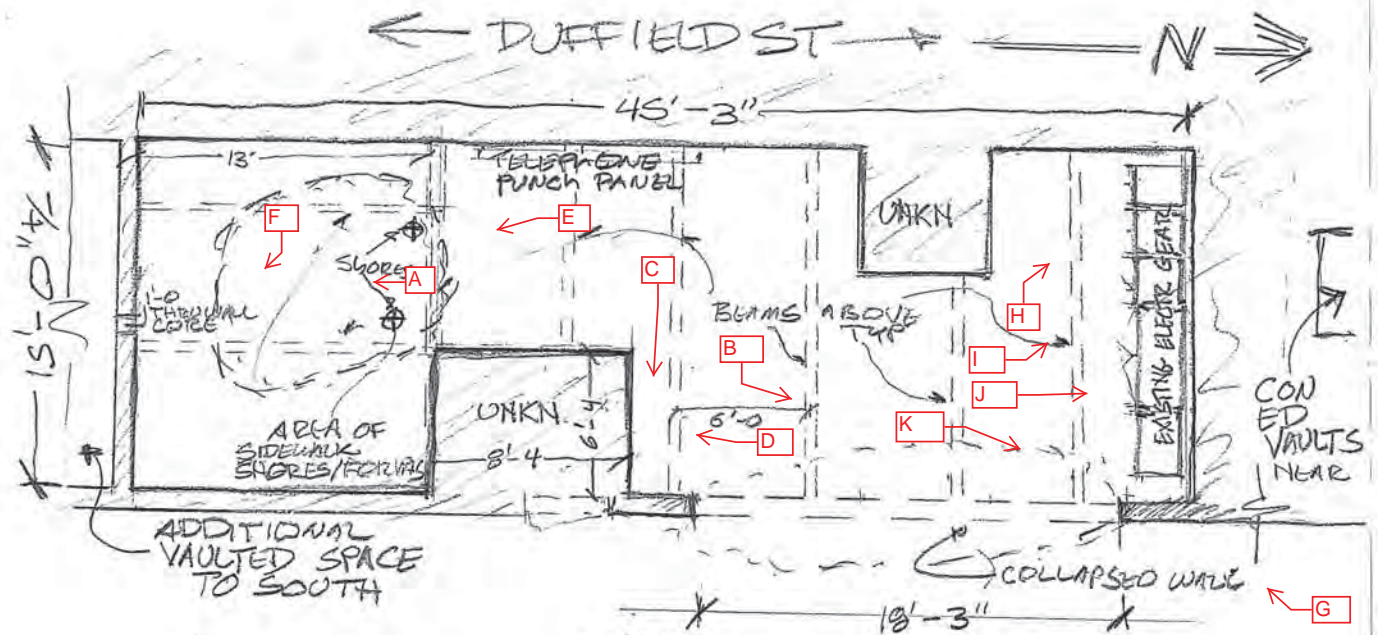 DUFFIELD ST
N
45'-3"
13'
TELEPHONE
PUNCH PANEL
UNKN
F
E
SHORES
A
C
H
15'-0"+/-
1'-0
THRU WALL
CORE
BEAMS ABOVE
TYP
B
I
EXISTING ELECTR GEAR
J
CON
ED
VAULTS
NEAR
UNKN.
6'-4
8'-4
6'-0
D
K
AREA OF
SIDEWALK
ADDITIONAL
VAULTED SPACE
TO SOUTH
COLLAPSED WALL
18'-3"
G